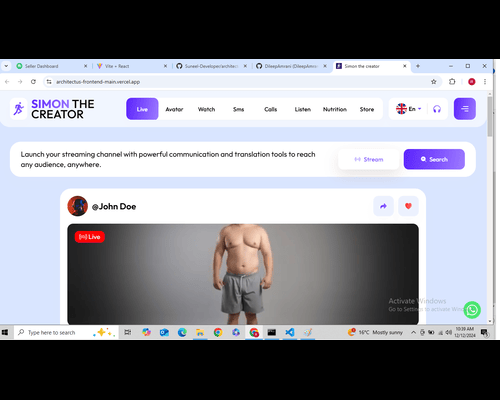 Seller Dashboard
Vite + React
Suneel-Developer/architec
DileepAmrani (DileepAmra
Simon the creator
architectus-frontend-main.vercel.app
SIMON THE
CREATOR
Live
Avatar
Watch
Sms
Calls
Listen
Nutrition
Store
En
Launch your streaming channel with powerful communication and translation tools to reach
any audience, anywhere.
Stream
Search
@John Doe
Live
Activate Windows
Go to Settings to activate Win
Type here to search
16°C Mostly sunny
10:39 AM
12/12/2024